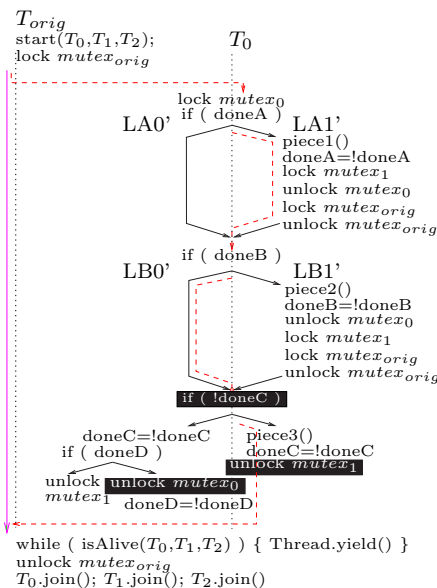 T_orig
start(T_0,T_1,T_2);
lock mutex_orig
T_0
lock mutex_0
if ( doneA )
LA0' LA1'
piece1()
doneA=!doneA
lock mutex_1
unlock mutex_0
lock mutex_orig
unlock mutex_orig
if ( doneB )
LB0' LB1'
piece2()
doneB=!doneB
unlock mutex_0
lock mutex_1
lock mutex_orig
unlock mutex_orig
if ( !doneC )
doneC=!doneC piece3()
if ( doneD ) doneC=!doneC
unlock mutex_1
unlock mutex_1
unlock mutex_0
doneD=!doneD
while ( isAlive(T_0,T_1,T_2) ) { Thread.yield() }
unlock mutex_orig
T_0.join(); T_1.join(); T_2.join()